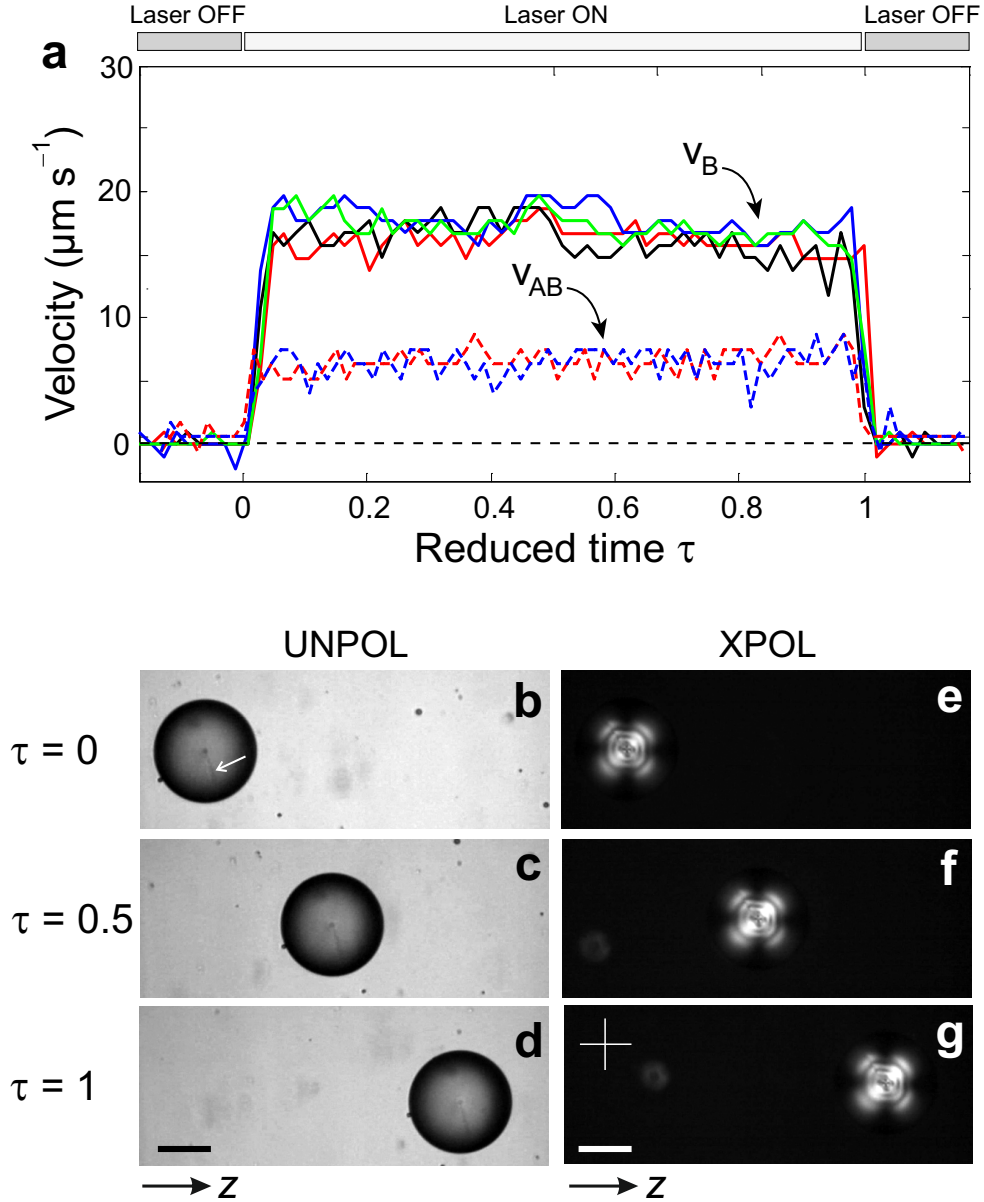 Laser OFF Laser ON Laser OFF
a
30
20
10
0
Velocity (μm s⁻¹)
v_B
v_AB
0 0.2 0.4 0.6 0.8 1
Reduced time τ
UNPOL XPOL
τ = 0 b e
τ = 0.5 c f
τ = 1 d g
z z